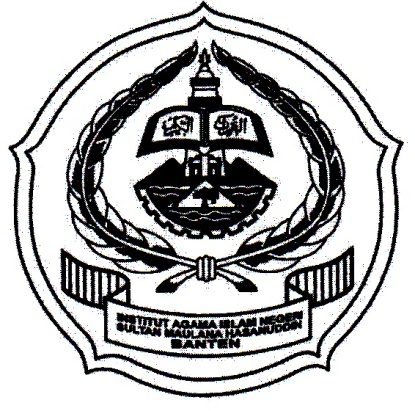 INSTITUT AGAMA ISLAM NEGERI
SULTAN MAULANA HASANUDDIN
BANTEN